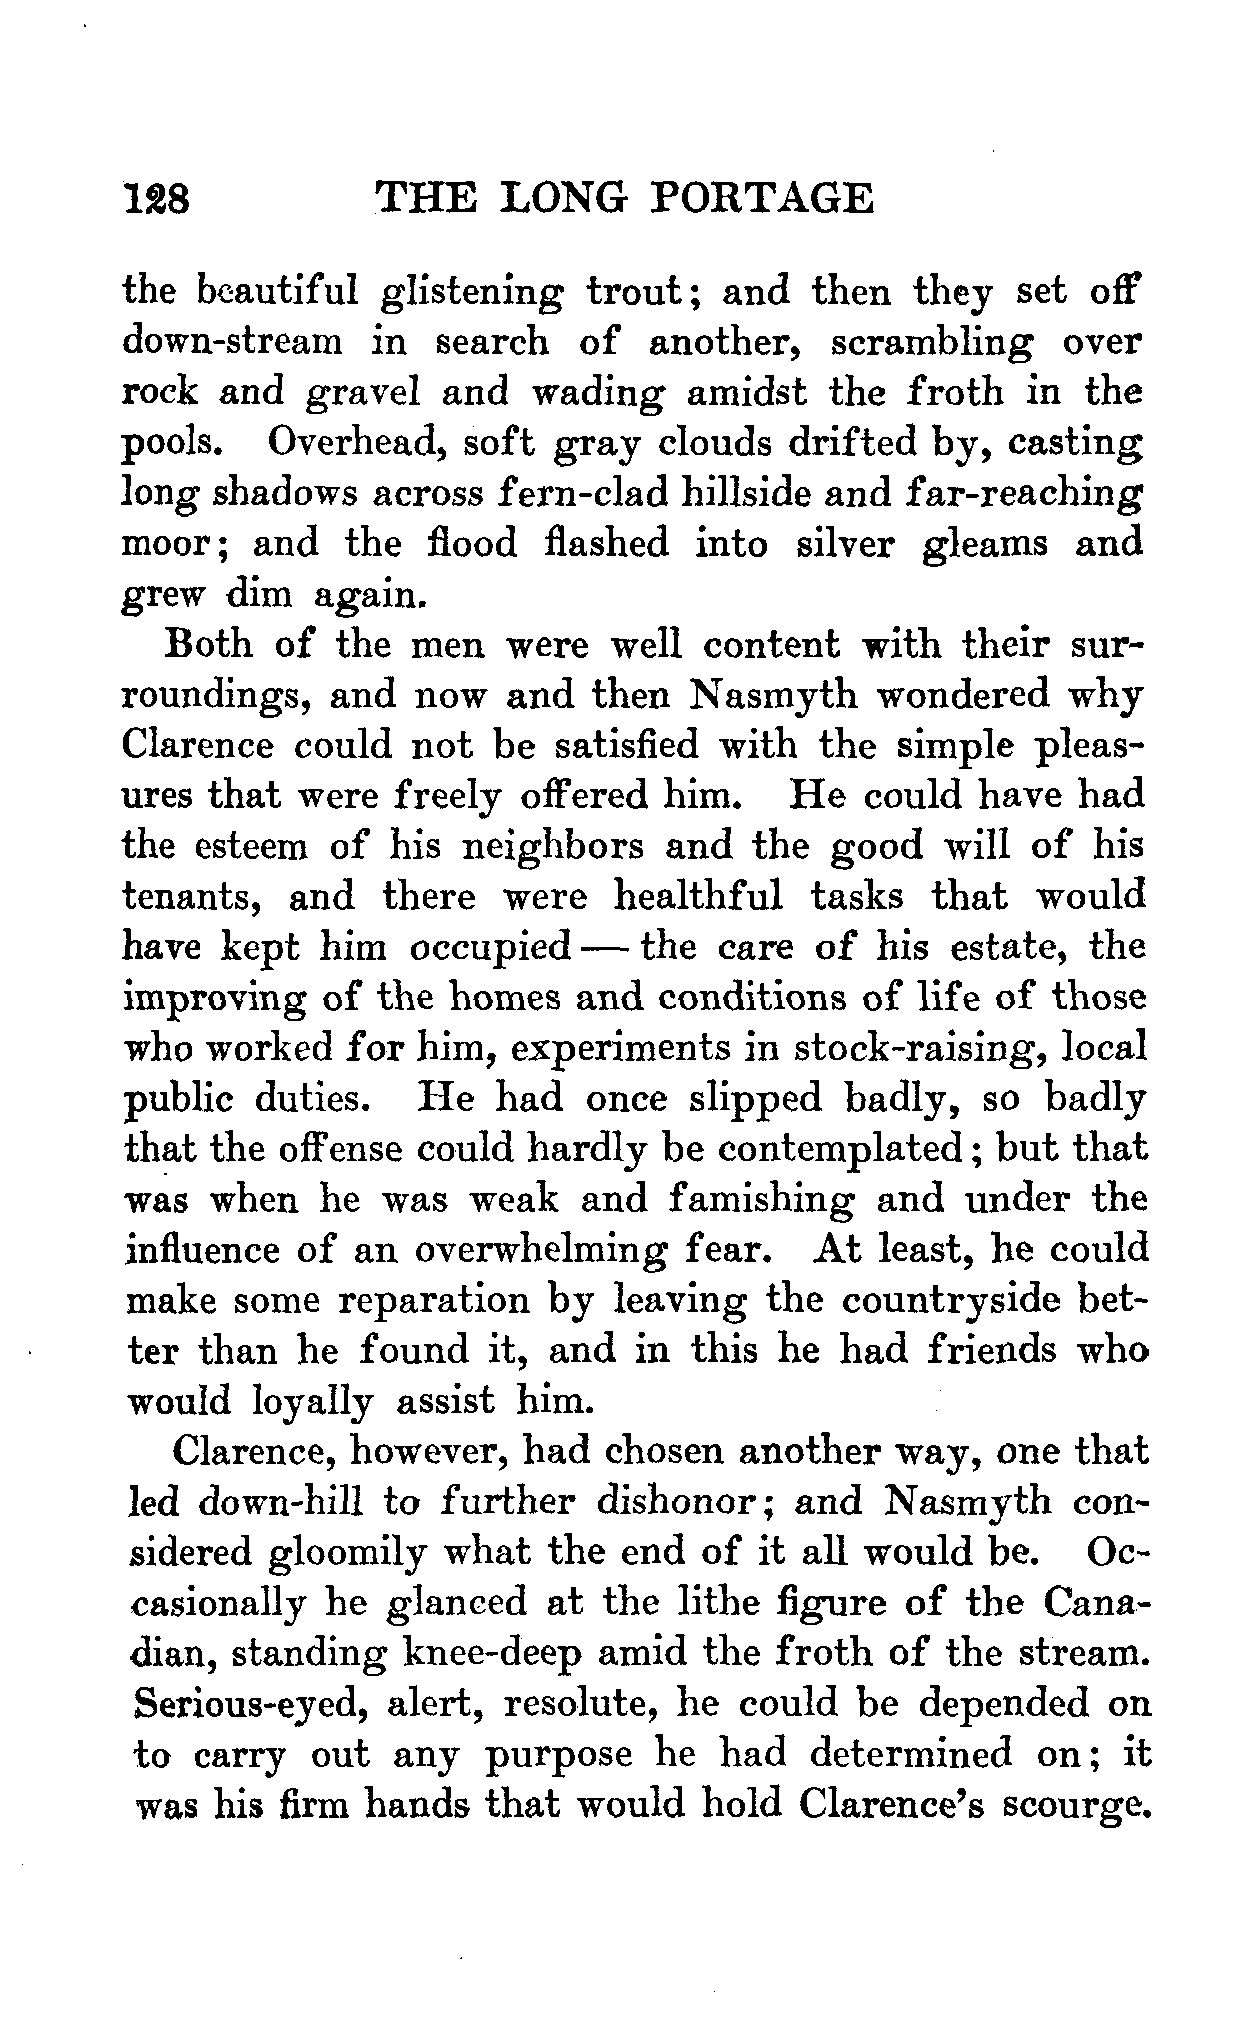 128 THE LONG PORTAGE
the beautiful glistening trout; and then they set off
down-stream in search of another, scrambling over
rock and gravel and wading amidst the froth in the
pools. Overhead, soft gray clouds drifted by, casting
long shadows across fern-clad hillside and far-reaching
moor; and the flood flashed into silver gleams and
grew dim again.
Both of the men were well content with their sur-
roundings, and now and then Nasmyth wondered why
Clarence could not be satisfied with the simple pleas-
ures that were freely offered him. He could have had
the esteem of his neighbors and the good will of his
tenants, and there were healthful tasks that would
have kept him occupied — the care of his estate, the
improving of the homes and conditions of life of those
who worked for him, experiments in stock-raising, local
public duties. He had once slipped badly, so badly
that the offense could hardly be contemplated; but that
was when he was weak and famishing and under the
influence of an overwhelming fear. At least, he could
make some reparation by leaving the countryside bet-
ter than he found it, and in this he had friends who
would loyally assist him.
Clarence, however, had chosen another way, one that
led down-hill to further dishonor; and Nasmyth con-
sidered gloomily what the end of it all would be. Oc-
casionally he glanced at the lithe figure of the Cana-
dian, standing knee-deep amid the froth of the stream.
Serious-eyed, alert, resolute, he could be depended on
to carry out any purpose he had determined on; it
was his firm hands that would hold Clarence's scourge.